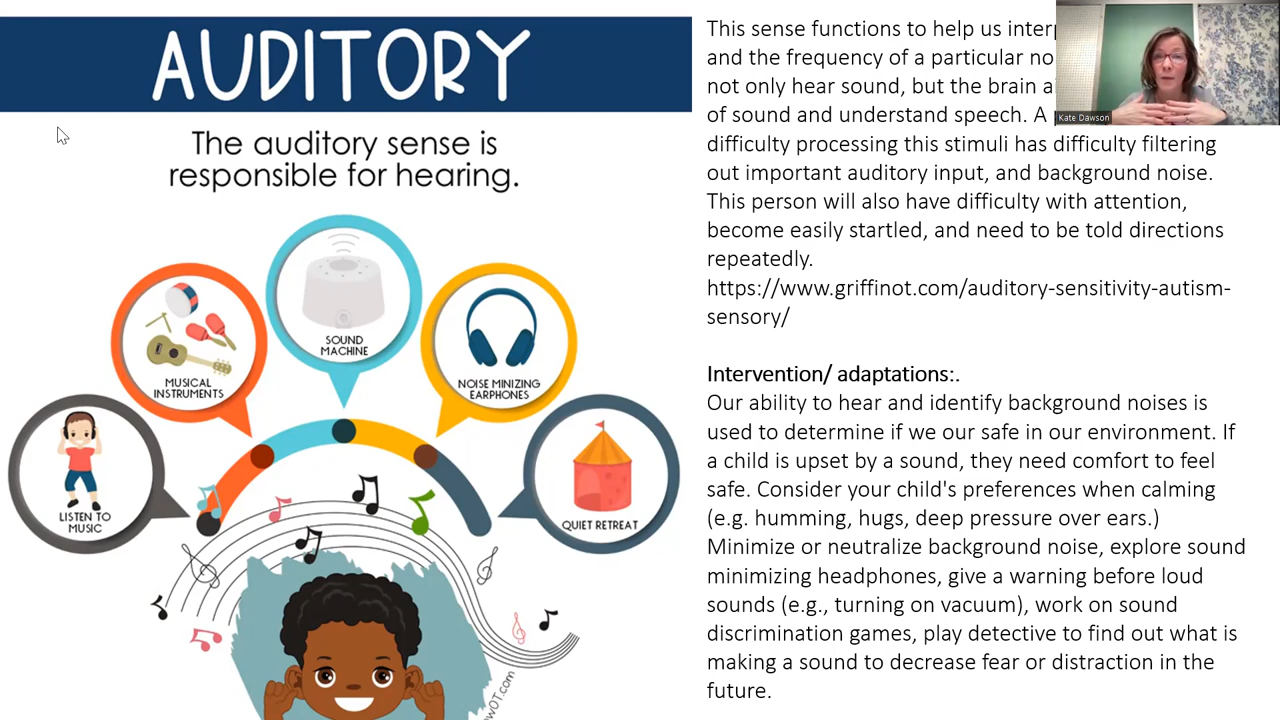 AUDITORY
The auditory sense is
responsible for hearing.
SOUND
MACHINE
MUSICAL
INSTRUMENTS
NOISE MINIZING
EARPHONES
LISTEN TO
MUSIC
QUIET RETREAT
wOT.com
This sense functions to help us
and the frequency of a particular
not only hear sound, but the brain
of sound and understand speech. A
difficulty processing this stimuli has difficulty filtering
out important auditory input, and background noise.
This person will also have difficulty with attention,
become easily startled, and need to be told directions
repeatedly.
https://www.griffinot.com/auditory-sensitivity-autism-
sensory/
Intervention/ adaptations:.
Our ability to hear and identify background noises is
used to determine if we our safe in our environment. If
a child is upset by a sound, they need comfort to feel
safe. Consider your child's preferences when calming
(e.g. humming, hugs, deep pressure over ears.)
Minimize or neutralize background noise, explore sound
minimizing headphones, give a warning before loud
sounds (e.g., turning on vacuum), work on sound
discrimination games, play detective to find out what is
making a sound to decrease fear or distraction in the
future.
Kate Dawson